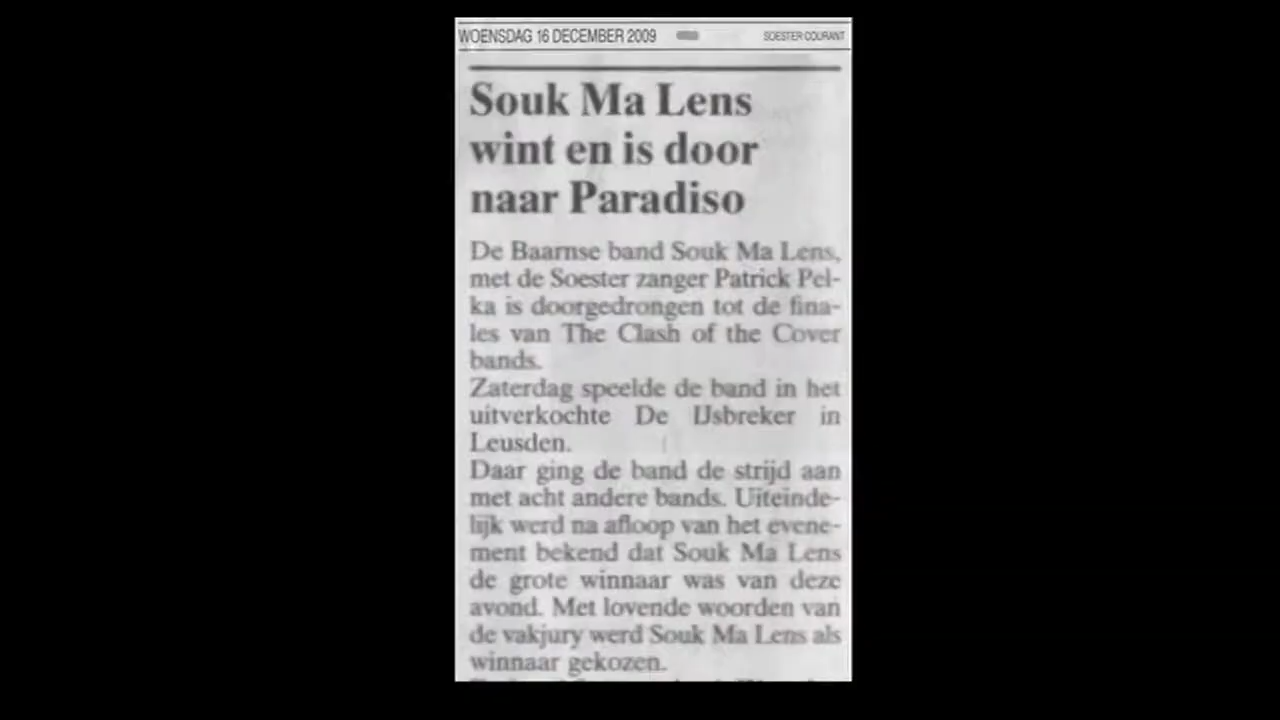 WOENSDAG 16 DECEMBER 2009
SOESTER COURANT
Souk Ma Lens
wint en is door
naar Paradiso
De Baarnse band Souk Ma Lens,
met de Soester zanger Patrick Pel-
ka is doorgedrongen tot de fina-
les van The Clash of the Cover
bands.
Zaterdag speelde de band in het
uitverkochte De IJsbreker in
Leusden.
Daar ging de band de strijd aan
met acht andere bands. Uiteinde-
lijk werd na afloop van het evene-
ment bekend dat Souk Ma Lens
de grote winnaar was van deze
avond. Met lovende woorden van
de vakjury werd Souk Ma Lens als
winnaar gekozen.